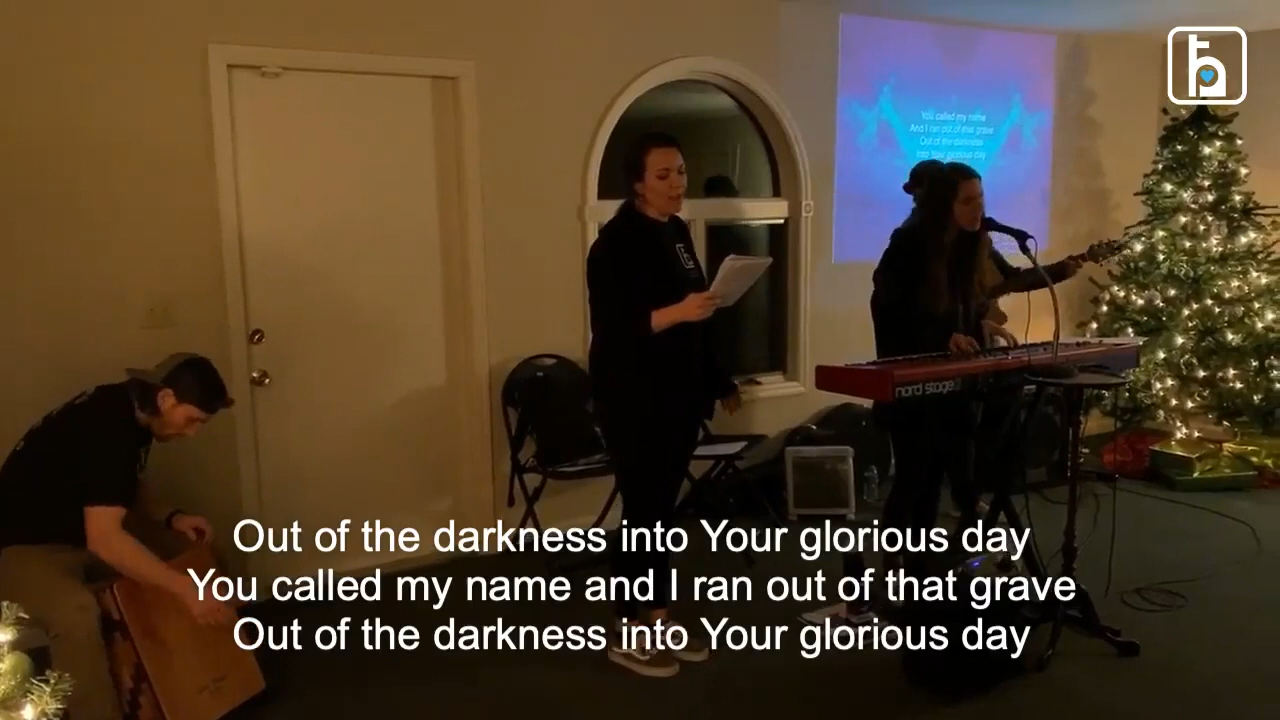 You called my name
And I ran out of that grave
Out of the darkness
Into Your glorious day
nord stage
Out of the darkness into Your glorious day
You called my name and I ran out of that grave
Out of the darkness into Your glorious day